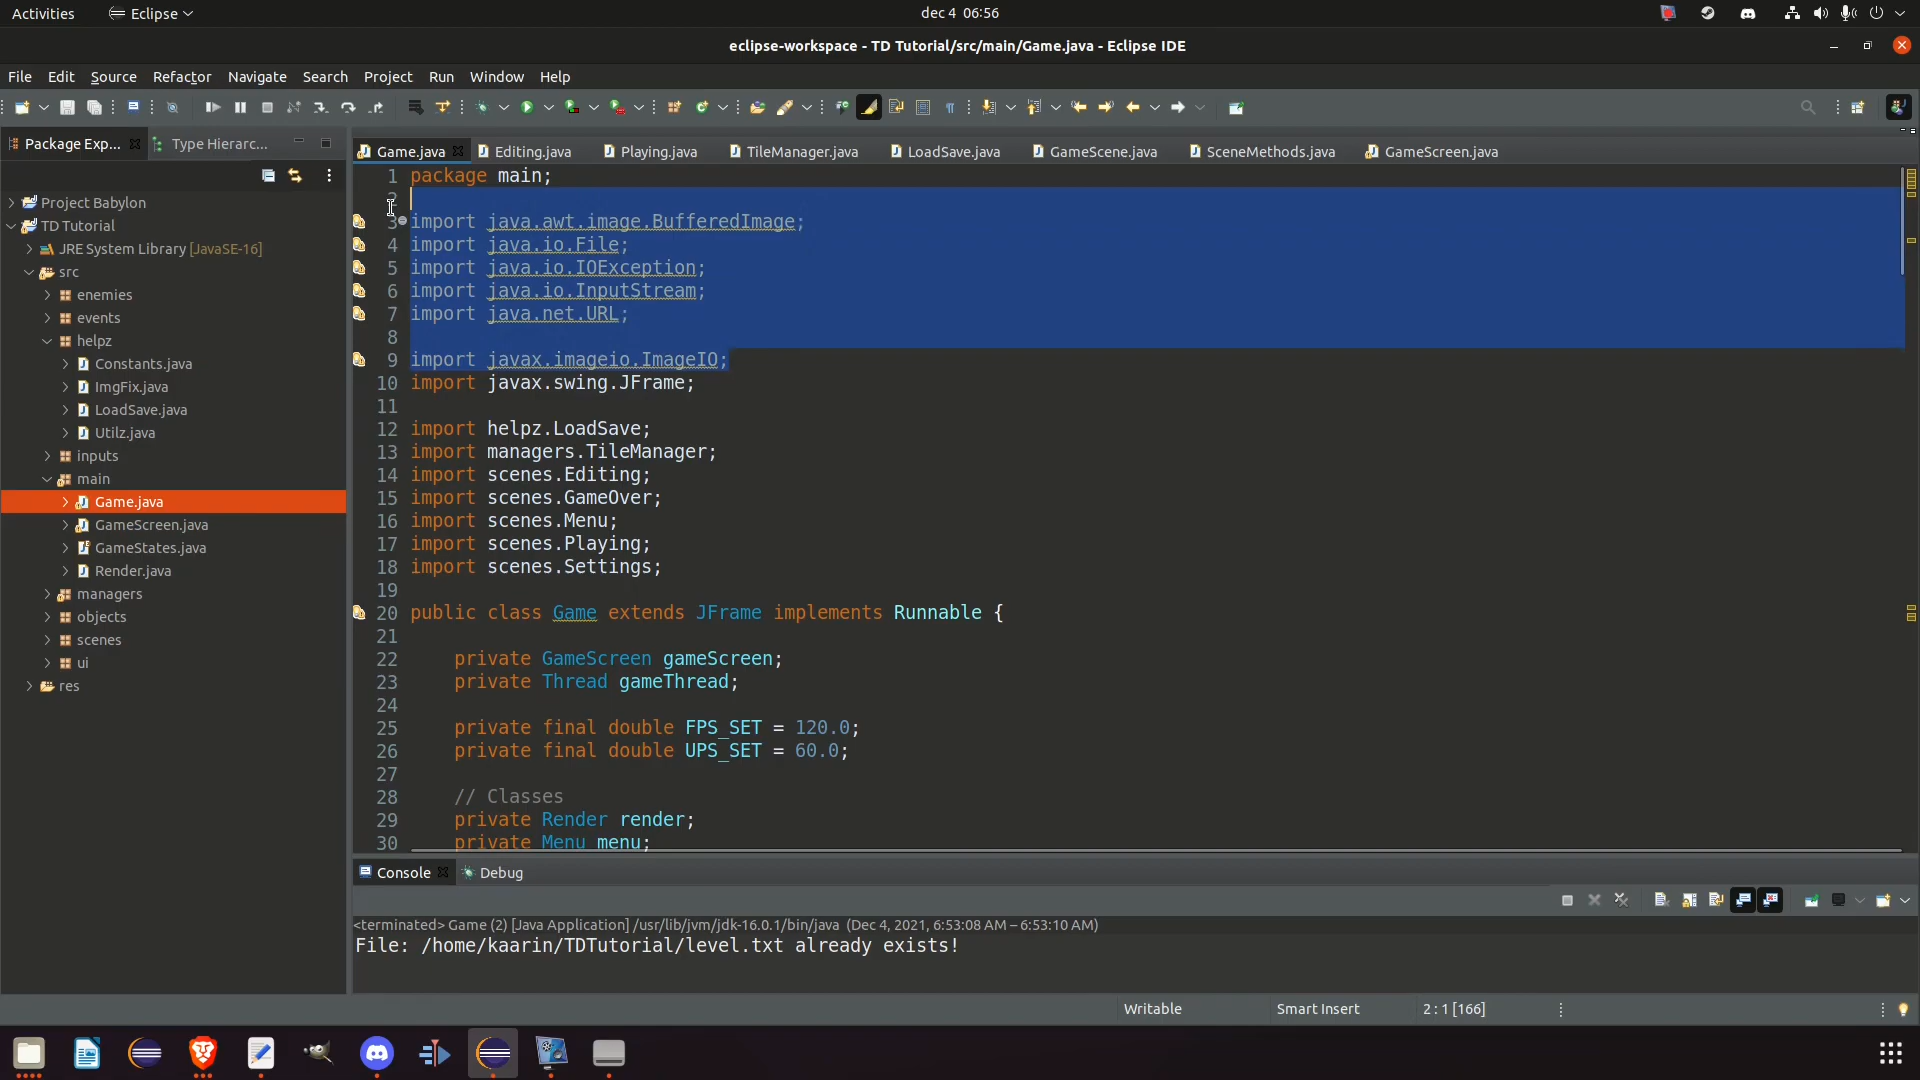 Activities Eclipse dec 4 06:56
eclipse-workspace - TD Tutorial/src/main/Game.java - Eclipse IDE
File Edit Source Refactor Navigate Search Project Run Window Help
Package Exp... Type Hierarc...
Project Babylon
TD Tutorial
JRE System Library [JavaSE-16]
src
enemies
events
helpz
Constants.java
ImgFix.java
LoadSave.java
Utilz.java
inputs
main
Game.java
GameScreen.java
GameStates.java
Render.java
managers
objects
scenes
ui
res
Game.java Editing.java Playing.java TileManager.java LoadSave.java GameScene.java SceneMethods.java GameScreen.java
1 package main;
2
3 import java.awt.image.BufferedImage;
4 import java.io.File;
5 import java.io.IOException;
6 import java.io.InputStream;
7 import java.net.URL;
8
9 import javax.imageio.ImageIO;
10 import javax.swing.JFrame;
11
12 import helpz.LoadSave;
13 import managers.TileManager;
14 import scenes.Editing;
15 import scenes.GameOver;
16 import scenes.Menu;
17 import scenes.Playing;
18 import scenes.Settings;
19
20 public class Game extends JFrame implements Runnable {
21
22 private GameScreen gameScreen;
23 private Thread gameThread;
24
25 private final double FPS_SET = 120.0;
26 private final double UPS_SET = 60.0;
27
28 // Classes
29 private Render render;
30 private Menu menu;
Console Debug
<terminated> Game (2) [Java Application] /usr/lib/jvm/jdk-16.0.1/bin/java (Dec 4, 2021, 6:53:08 AM – 6:53:10 AM)
File: /home/kaarin/TDTutorial/level.txt already exists!
Writable Smart Insert 2 : 1 [166]